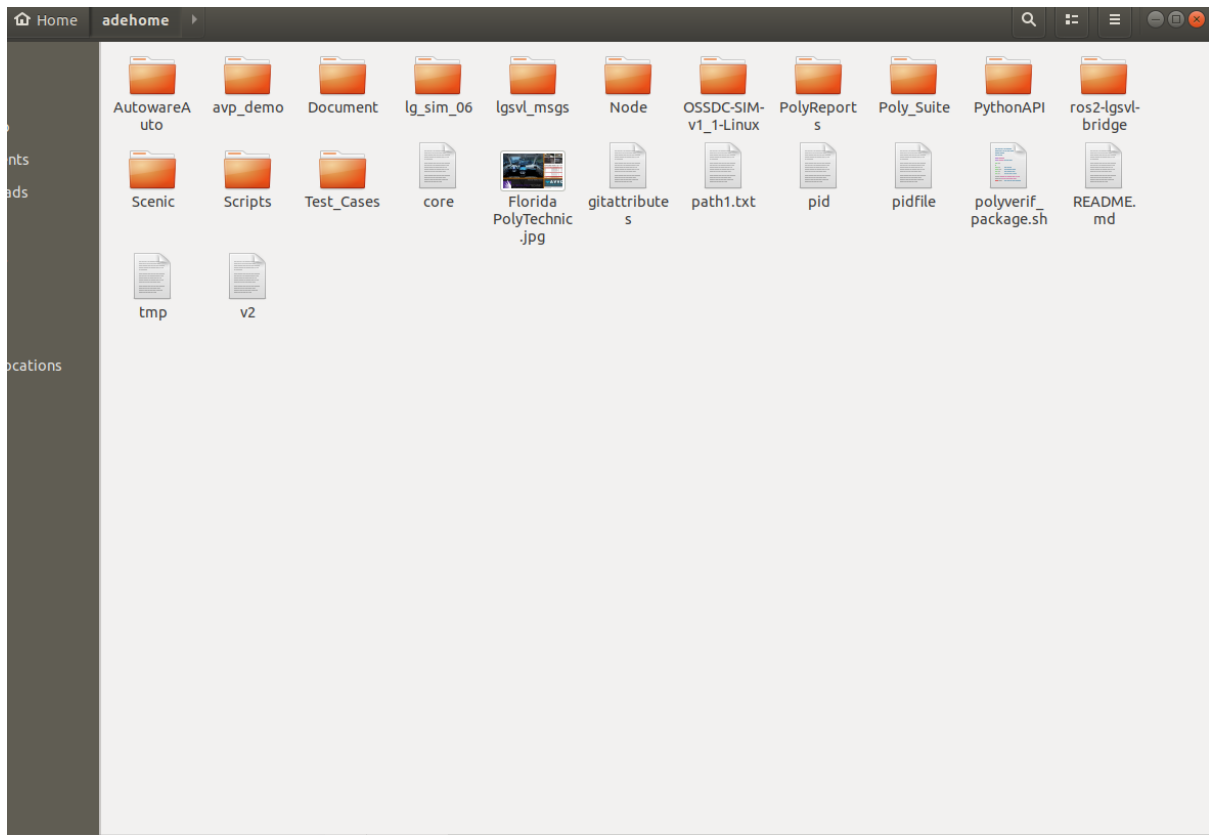 Home adehome
ents
ads
ocations
AutowareA
uto
avp_demo
Document
lg_sim_06
lgsvl_msgs
Node
OSSDC-SIM-
v1_1-Linux
PolyReport
s
Poly_Suite
PythonAPI
ros2-lgsvl-
bridge
Scenic
Scripts
Test_Cases
core
Florida
PolyTechnic
.jpg
gitattribute
s
path1.txt
pid
pidfile
polyverif_
package.sh
README.
md
tmp
v2